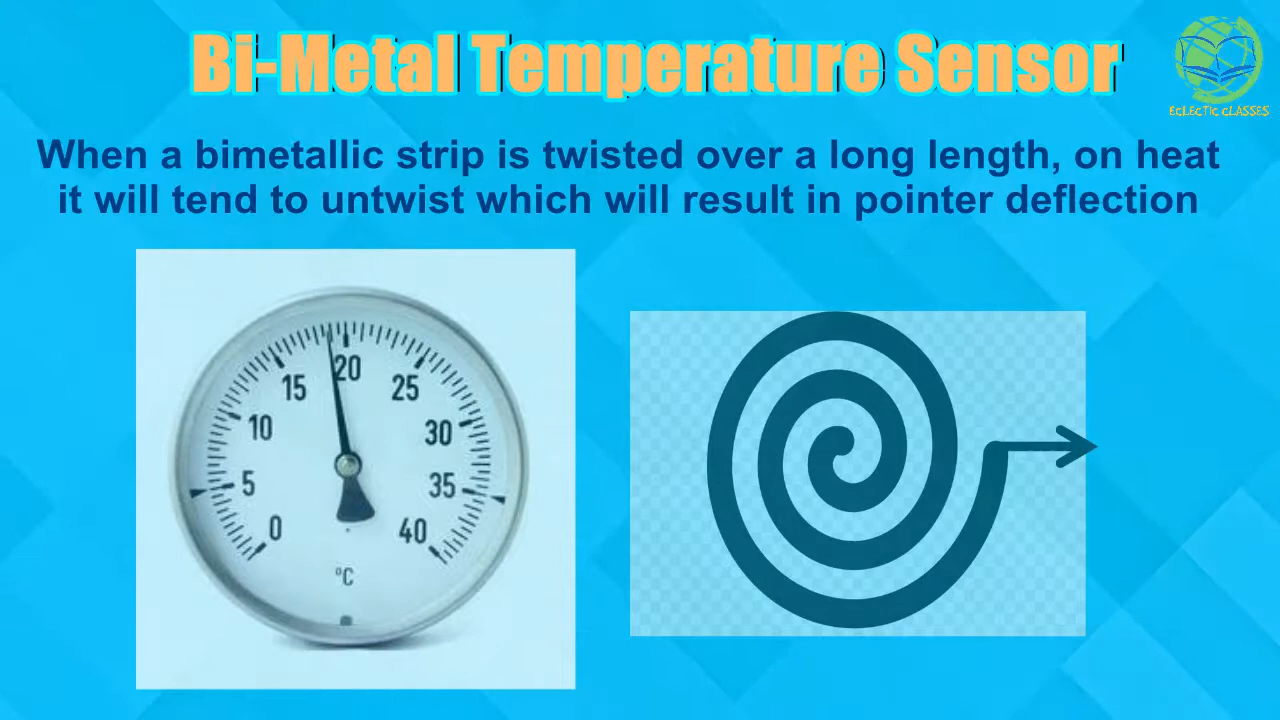 Bi-Metal Temperature Sensor
ECLECTIC CLASSES
When a bimetallic strip is twisted over a long length, on heat
it will tend to untwist which will result in pointer deflection
20
15
25
10
30
5
35
0
40
°C